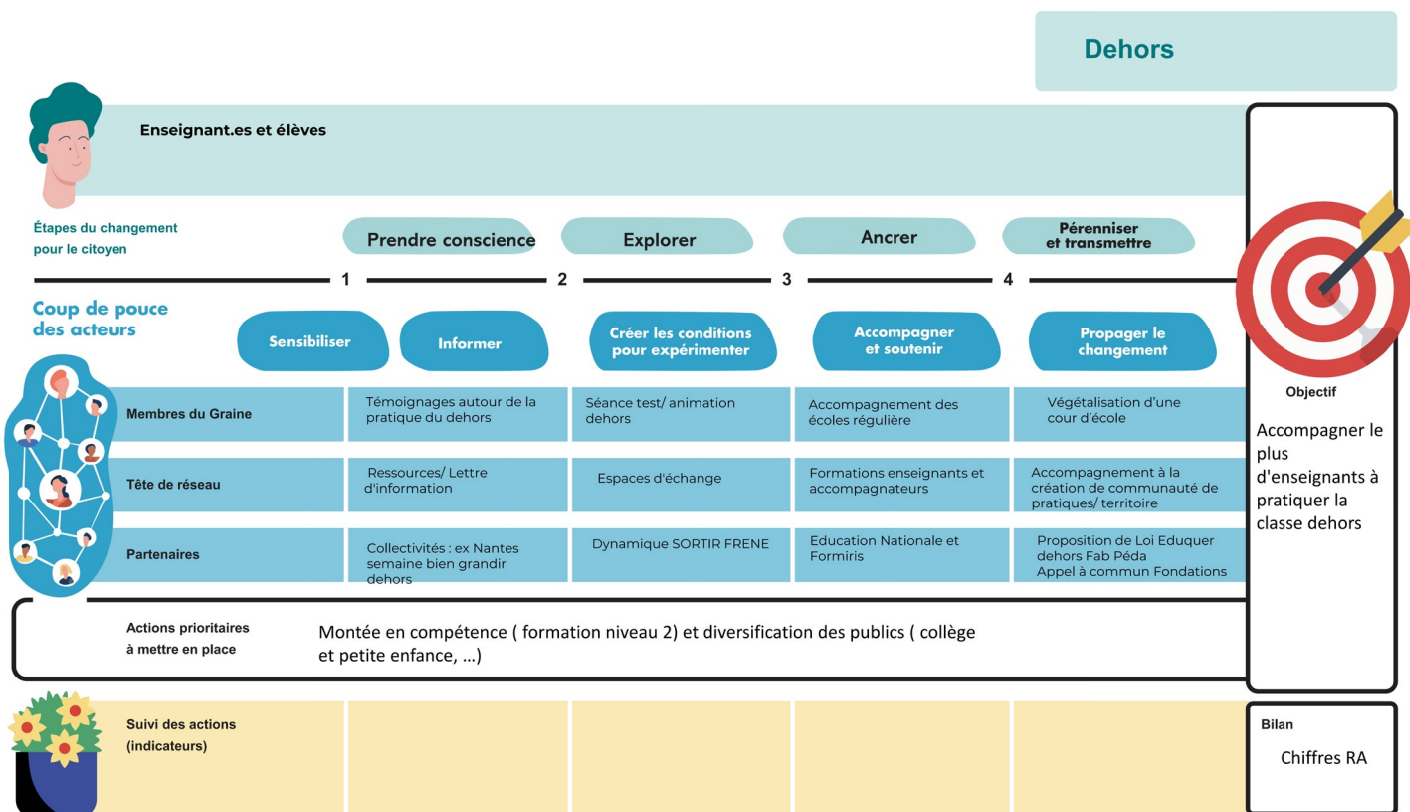 Dehors
Enseignant.es et élèves
Étapes du changement
pour le citoyen
Prendre conscience
Explorer
Ancrer
Pérenniser
et transmettre
1
2
3
4
Coup de pouce
des acteurs
Sensibiliser
Informer
Créer les conditions
pour expérimenter
Accompagner
et soutenir
Propager le
changement
Membres du Graine
Témoignages autour de la
pratique du dehors
Séance test/ animation
dehors
Accompagnement des
écoles régulière
Végétalisation d'une
cour d'école
Tête de réseau
Ressources/ Lettre
d'information
Espaces d'échange
Formations enseignants et
accompagnateurs
Accompagnement à la
création de communauté de
pratiques/ territoire
Partenaires
Collectivités : ex Nantes
semaine bien grandir
dehors
Dynamique SORTIR FRENE
Education Nationale et
Formiris
Proposition de Loi Eduquer
dehors Fab Péda
Appel à commun Fondations
Objectif
Accompagner le
plus
d'enseignants à
pratiquer la
classe dehors
Actions prioritaires
à mettre en place
Montée en compétence ( formation niveau 2) et diversification des publics ( collège
et petite enfance, ...)
Suivi des actions
(indicateurs)
Bilan
Chiffres RA